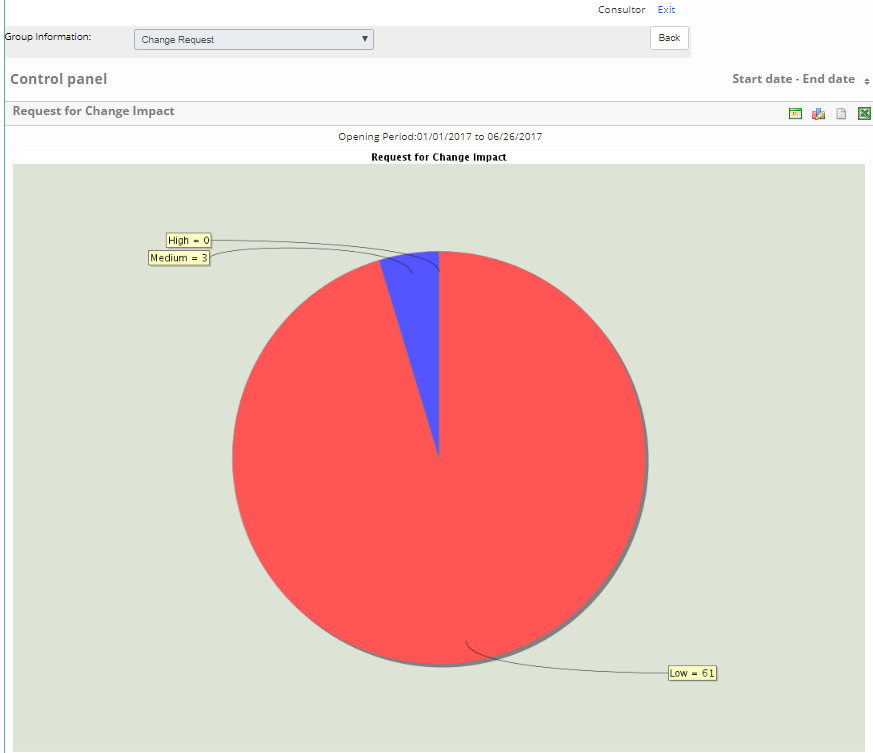 Consultor Exit
Group Information: Change Request Back
Control panel Start date - End date
Request for Change Impact
Opening Period:01/01/2017 to 06/26/2017
Request for Change Impact
High = 0
Medium = 3
Low = 61